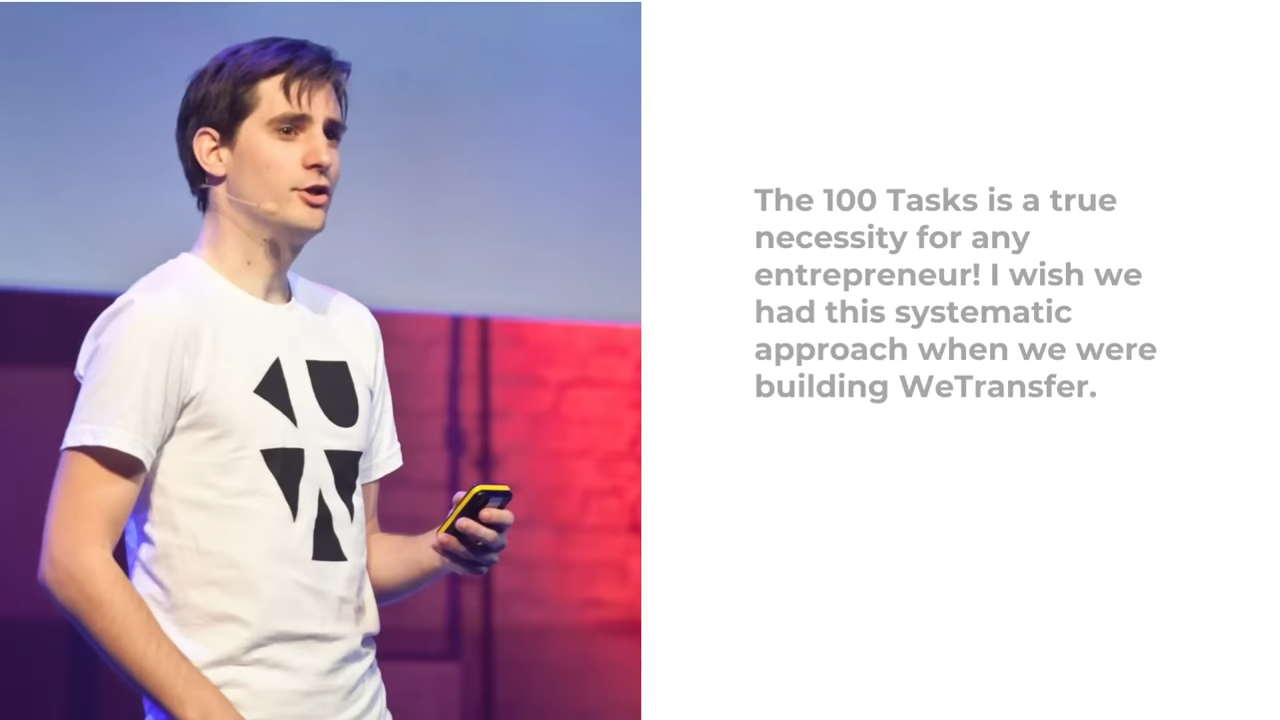 The 100 Tasks is a true
necessity for any
entrepreneur! I wish we
had this systematic
approach when we were
building WeTransfer.